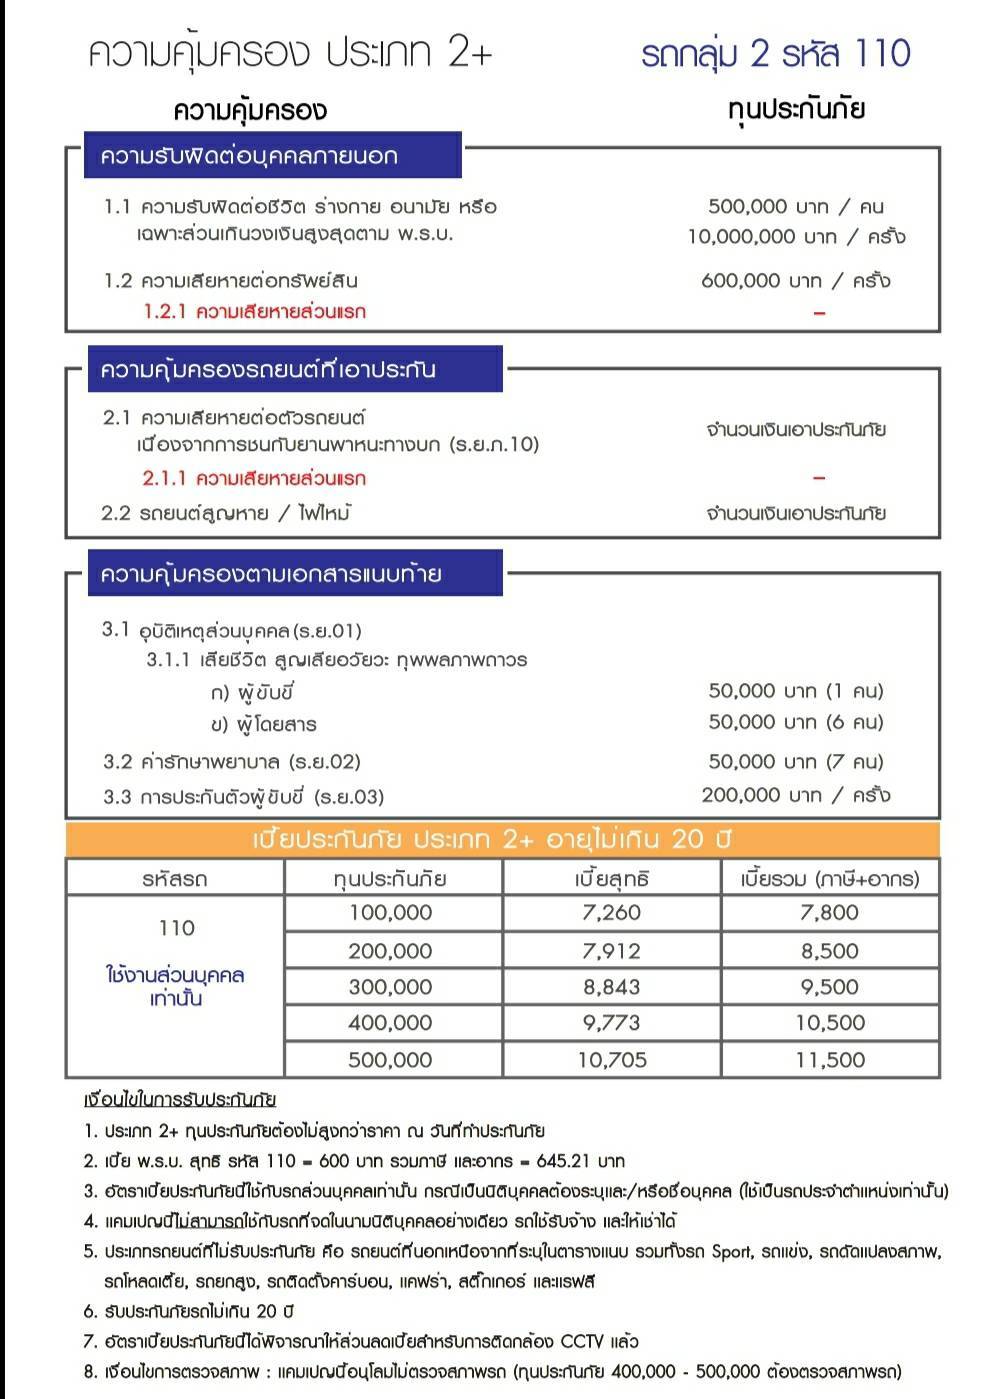 ความคุ้มครอง ประเภท 2+
รถกลุ่ม 2 รหัส 110
ความคุ้มครอง
ทุนประกันภัย
ความรับผิดต่อบุคคลภายนอก
1.1 ความรับผิดต่อชีวิต ร่างกาย อนามัย หรือ
เฉพาะส่วนเกินวงเงินสูงสุดตาม พ.ร.บ.
500,000 บาท / คน
10,000,000 บาท / ครั้ง
1.2 ความเสียหายต่อทรัพย์สิน
600,000 บาท / ครั้ง
1.2.1 ความเสียหายส่วนแรก
–
ความคุ้มครองรถยนต์ที่เอาประกัน
2.1 ความเสียหายต่อตัวรถยนต์
เนื่องจากการชนกับยานพาหนะทางบก (ร.ย.ภ.10)
จำนวนเงินเอาประกันภัย
2.1.1 ความเสียหายส่วนแรก
–
2.2 รถยนต์สูญหาย / ไฟไหม้
จำนวนเงินเอาประกันภัย
ความคุ้มครองตามเอกสารแนบท้าย
3.1 อุบัติเหตุส่วนบุคคล(ร.ย.01)
3.1.1 เสียชีวิต สูญเสียอวัยวะ ทุพพลภาพถาวร
ก) ผู้ขับขี่
50,000 บาท (1 คน)
ข) ผู้โดยสาร
50,000 บาท (6 คน)
3.2 ค่ารักษาพยาบาล (ร.ย.02)
50,000 บาท (7 คน)
3.3 การประกันตัวผู้ขับขี่ (ร.ย.03)
200,000 บาท / ครั้ง
เบี้ยประกันภัย ประเภท 2+ อายุไม่เกิน 20 ปี
รหัสรถ ทุนประกันภัย เบี้ยสุทธิ เบี้ยรวม (ภาษี+อากร)
110
ใช้งานส่วนบุคคล
เท่านั้น
100,000 7,260 7,800
200,000 7,912 8,500
300,000 8,843 9,500
400,000 9,773 10,500
500,000 10,705 11,500
เงื่อนไขในการรับประกันภัย
1. ประเภท 2+ ทุนประกันภัยต้องไม่สูงกว่าราคา ณ วันที่ทำประกันภัย
2. เบี้ย พ.ร.บ. สุทธิ รหัส 110 = 600 บาท รวมภาษี และอากร = 645.21 บาท
3. อัตราเบี้ยประกันภัยนี้ใช้กับรถส่วนบุคคลเท่านั้น กรณีเป็นนิติบุคคลต้องระบุและ/หรือชื่อบุคคล (ใช้เป็นรถประจำตำแหน่งเท่านั้น)
4. แคมเปญนี้ไม่สามารถใช้กับรถที่จดในนามนิติบุคคลอย่างเดียว รถใช้รับจ้าง และให้เช่าได้
5. ประเภทรถยนต์ที่ไม่รับประกันภัย คือ รถยนต์ที่นอกเหนือจากที่ระบุในตารางแนบ รวมทั้งรถ Sport, รถแข่ง, รถดัดแปลงสภาพ,
รถโหลดเตี้ย, รถยกสูง, รถติดตั้งคาร์บอน, แคฟร่า, สติ๊กเกอร์ และแรฟสี
6. รับประกันภัยรถไม่เกิน 20 ปี
7. อัตราเบี้ยประกันภัยนี้ได้พิจารณาให้ส่วนลดเบี้ยสำหรับการติดกล้อง CCTV แล้ว
8. เงื่อนไขการตรวจสภาพ : แคมเปญนี้อนุโลมไม่ตรวจสภาพรถ (ทุนประกันภัย 400,000 - 500,000 ต้องตรวจสภาพรถ)